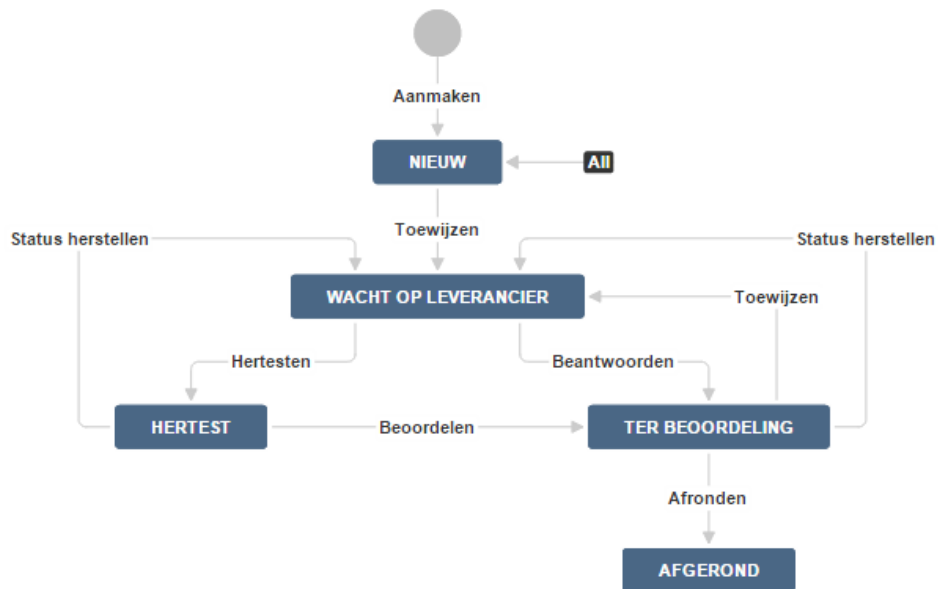 Aanmaken
NIEUW
All
Toewijzen
Status herstellen
Status herstellen
WACHT OP LEVERANCIER
Toewijzen
Hertesten
Beantwoorden
HERTEST
Beoordelen
TER BEOORDELING
Afronden
AFGEROND